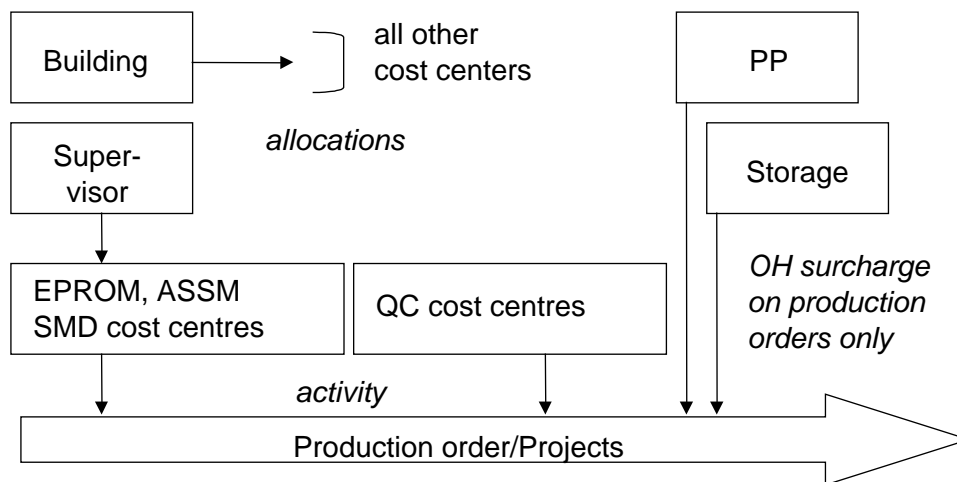 Building
all other
cost centers
PP
allocations
Super-
visor
Storage
EPROM, ASSM
SMD cost centres
QC cost centres
OH surcharge
on production
orders only
activity
Production order/Projects